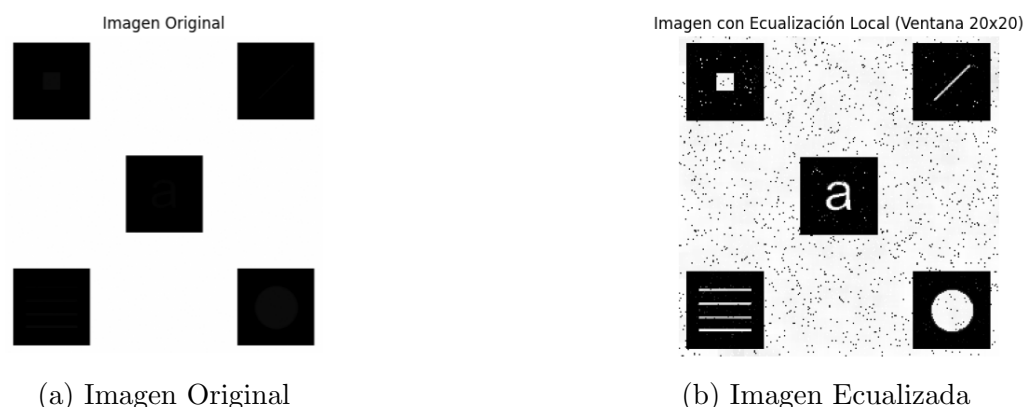 Imagen Original
Imagen con Ecualización Local (Ventana 20x20)
a
a
(a) Imagen Original
(b) Imagen Ecualizada